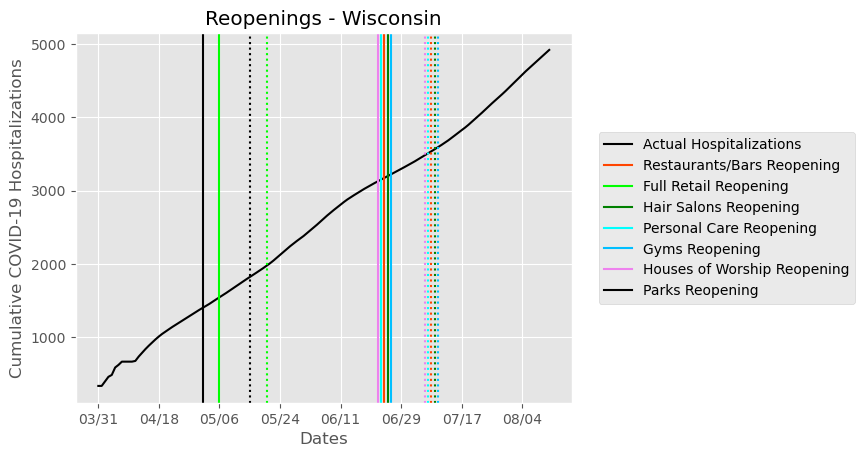 Reopenings - Wisconsin
Cumulative COVID-19 Hospitalizations
5000
4000
3000
2000
1000
03/31 04/18 05/06 05/24 06/11 06/29 07/17 08/04
Dates
Actual Hospitalizations
Restaurants/Bars Reopening
Full Retail Reopening
Hair Salons Reopening
Personal Care Reopening
Gyms Reopening
Houses of Worship Reopening
Parks Reopening